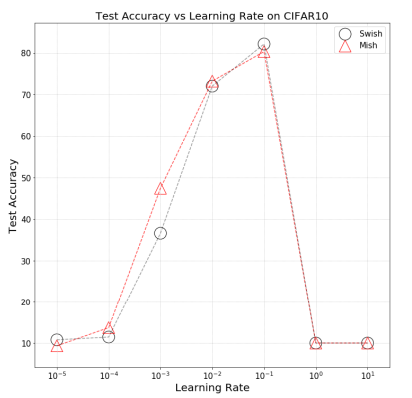 Test Accuracy vs Learning Rate on CIFAR10
Swish
Mish
Test Accuracy
80
70
60
50
40
30
20
10
10⁻⁵ 10⁻⁴ 10⁻³ 10⁻² 10⁻¹ 10⁰ 10¹
Learning Rate